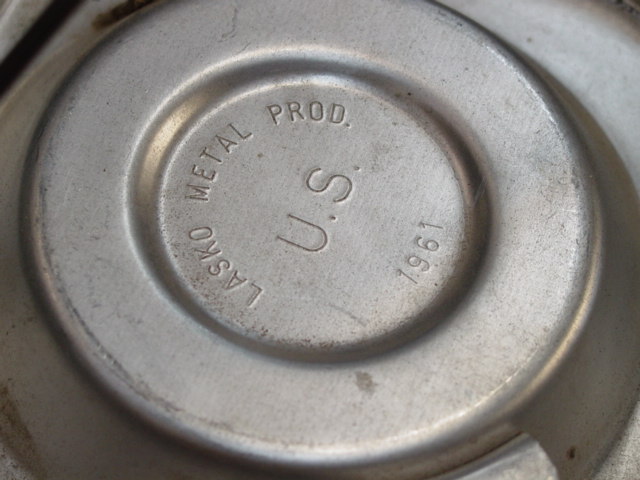 LASKO METAL PROD.
U.S.
1961